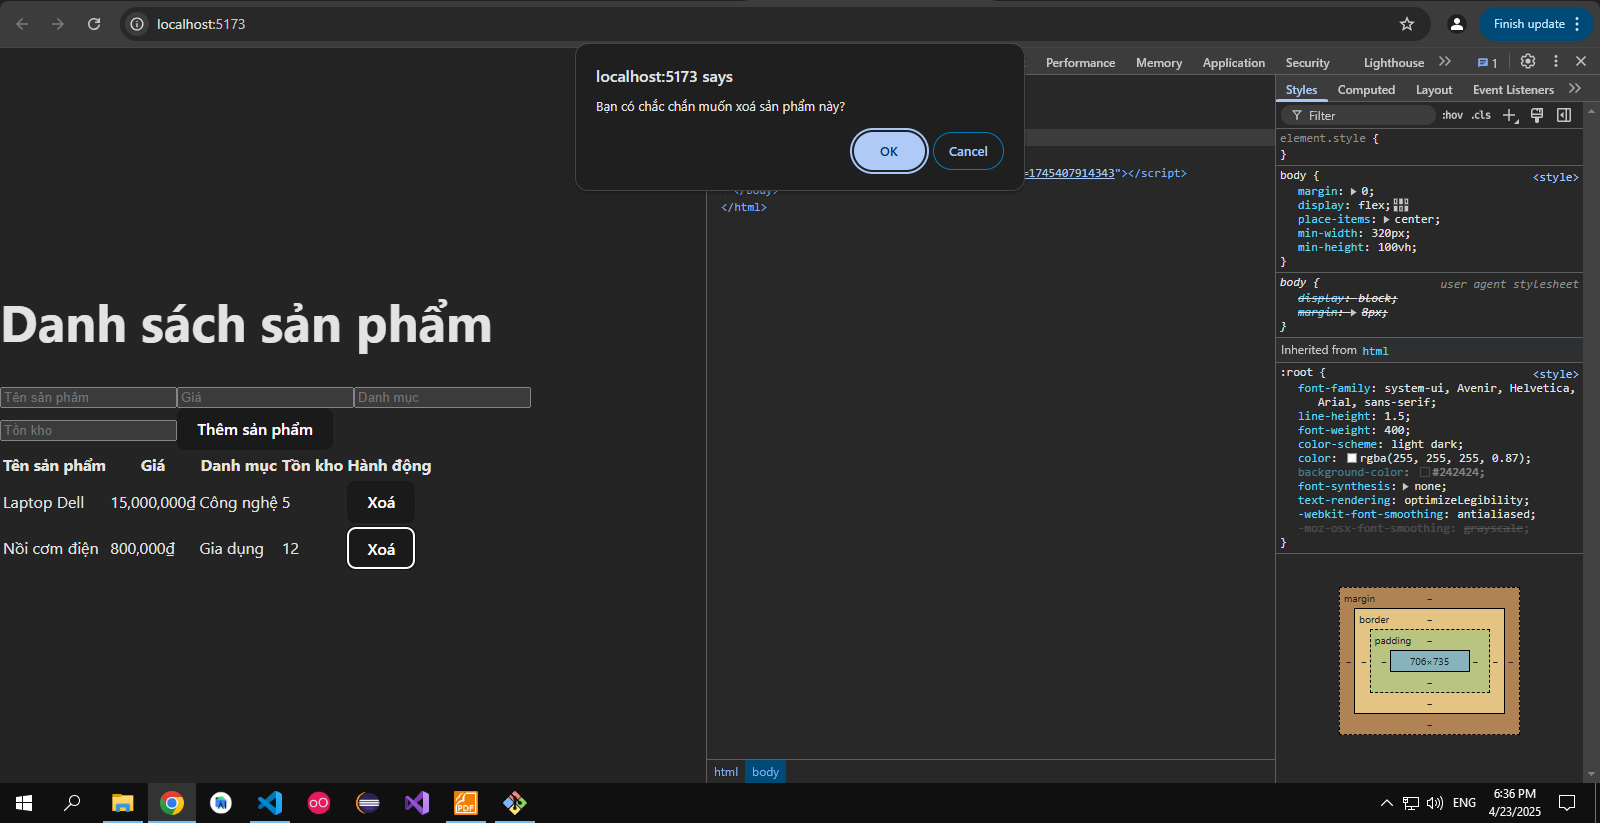 localhost:5173
Finish update
localhost:5173 says
Bạn có chắc chắn muốn xoá sản phẩm này?
OK
Cancel
Performance
Memory
Application
Security
Lighthouse
1
=1745407914343"></script>
</body>
</html>
Danh sách sản phẩm
Tên sản phẩm
Giá
Danh mục
Tồn kho
Thêm sản phẩm
Tên sản phẩm Giá Danh mục Tồn kho Hành động
Laptop Dell 15,000,000₫ Công nghệ 5 Xoá
Nồi cơm điện 800,000₫ Gia dụng 12 Xoá
html body
Styles Computed Layout Event Listeners
Filter :hov .cls
element.style {
}
body { <style>
margin: 0;
display: flex;
place-items: center;
min-width: 320px;
min-height: 100vh;
}
body { user agent stylesheet
display: block;
margin: 8px;
}
Inherited from html
:root { <style>
font-family: system-ui, Avenir, Helvetica,
Arial, sans-serif;
line-height: 1.5;
font-weight: 400;
color-scheme: light dark;
color: rgba(255, 255, 255, 0.87);
background-color: #242424;
font-synthesis: none;
text-rendering: optimizeLegibility;
-webkit-font-smoothing: antialiased;
-moz-osx-font-smoothing: grayscale;
}
margin –
border –
padding –
– – – 706×735 – – –
–
–
–
PDF
ENG
6:36 PM
4/23/2025